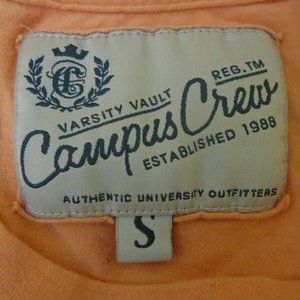 C
VARSITY VAULT
REG.TM
Campus Crew
ESTABLISHED 1988
AUTHENTIC UNIVERSITY OUTFITTERS
S